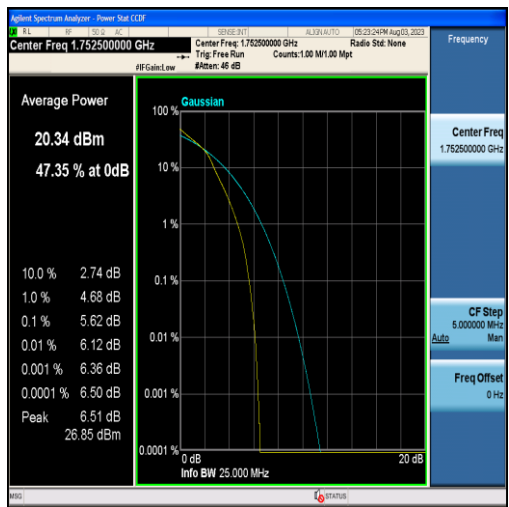 Agilent Spectrum Analyzer - Power Stat CCDF
RL RF 50 Ω AC SENSE:INT ALIGN AUTO 05:23:24 PM Aug 03, 2023
Center Freq 1.752500000 GHz
Center Freq: 1.752500000 GHz Radio Std: None
Trig: Free Run Counts:1.00 M/1.00 Mpt
#IFGain:Low #Atten: 46 dB
Frequency
Average Power
20.34 dBm
47.35 % at 0dB
10.0 % 2.74 dB
1.0 % 4.68 dB
0.1 % 5.62 dB
0.01 % 6.12 dB
0.001 % 6.36 dB
0.0001 % 6.50 dB
Peak 6.51 dB
26.85 dBm
Gaussian
100 %
10 %
1 %
0.1 %
0.01 %
0.001 %
0.0001 %
0 dB 20 dB
Info BW 25.000 MHz
Center Freq
1.752500000 GHz
CF Step
5.000000 MHz
Auto Man
Freq Offset
0 Hz
MSG STATUS